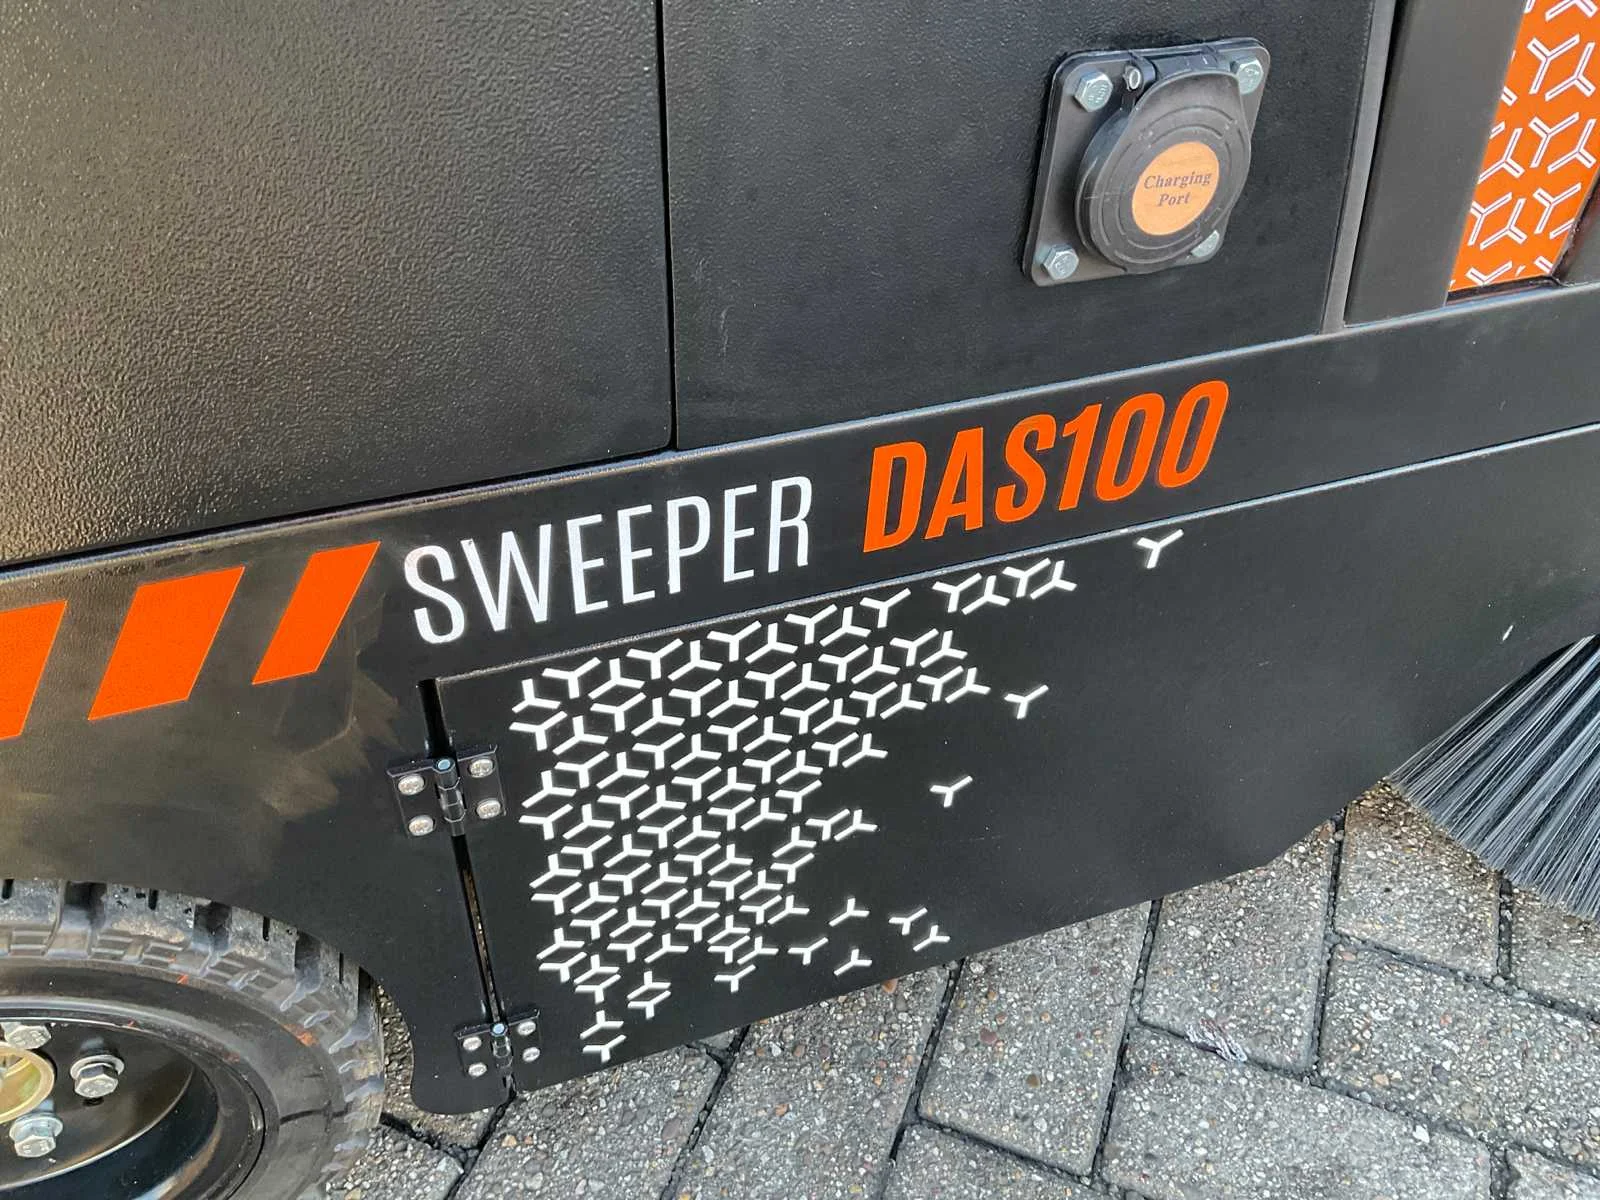 Charging
Port
SWEEPER DAS100